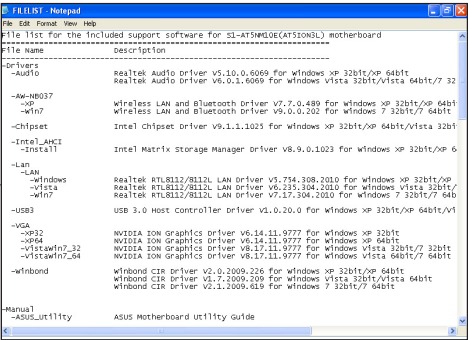 FILELIST - Notepad
File Edit Format View Help
File list for the included support software for S1-AT5NM10E(AT5ION3L) motherboard
------------------------------------------------------------
File Name Description
------------------------------------------------------------
-Drivers
-Audio Realtek Audio Driver V5.10.0.6069 for Windows XP 32bit/XP 64bit
Realtek Audio Driver V6.0.1.6069 for Windows Vista 32bit/Vista 64bit/7 32
-AW-NB037
-XP Wireless LAN and Bluetooth Driver V7.7.0.489 for Windows XP 32bit/XP 64bit
-Win7 Wireless LAN and Bluetooth Driver V9.0.0.202 for Windows 7 32bit/7 64bit
-Chipset Intel Chipset Driver V9.1.1.1025 for Windows XP 32bit/XP 64bit/Vista 32bi
-Intel_AHCI
-Install Intel Matrix Storage Manager Driver V8.9.0.1023 for Windows XP 32bit/XP 6
-Lan
-LAN
-Windows Realtek RTL8112/8112L LAN Driver V5.754.308.2010 for Windows XP 32bit/XP
-Vista Realtek RTL8112/8112L LAN Driver V6.235.304.2010 for Windows Vista 32bit/
-Win7 Realtek RTL8112/8112L LAN Driver V7.17.304.2010 for Windows 7 32bit/7 64b
-USB3 USB 3.0 Host Controller Driver V1.0.20.0 for Windows XP 32bit/XP 64bit/Vi
-VGA
-XP32 NVIDIA ION Graphics Driver V6.14.11.9777 for Windows XP 32bit
-XP64 NVIDIA ION Graphics Driver V6.14.11.9777 for Windows XP 64bit
-VistaWin7_32 NVIDIA ION Graphics Driver V8.17.11.9777 for Windows Vista 32bit/7 32bit
-VistaWin7_64 NVIDIA ION Graphics Driver V8.17.11.9777 for Windows Vista 64bit/7 64bit
-Winbond Winbond CIR Driver V2.0.2009.226 for Windows XP 32bit/XP 64bit
Winbond CIR Driver V1.7.2009.209 for Windows Vista 32bit/Vista 64bit
Winbond CIR Driver V2.1.2009.619 for Windows 7 32bit/7 64bit
-Manual
-ASUS_Utility ASUS Motherboard Utility Guide